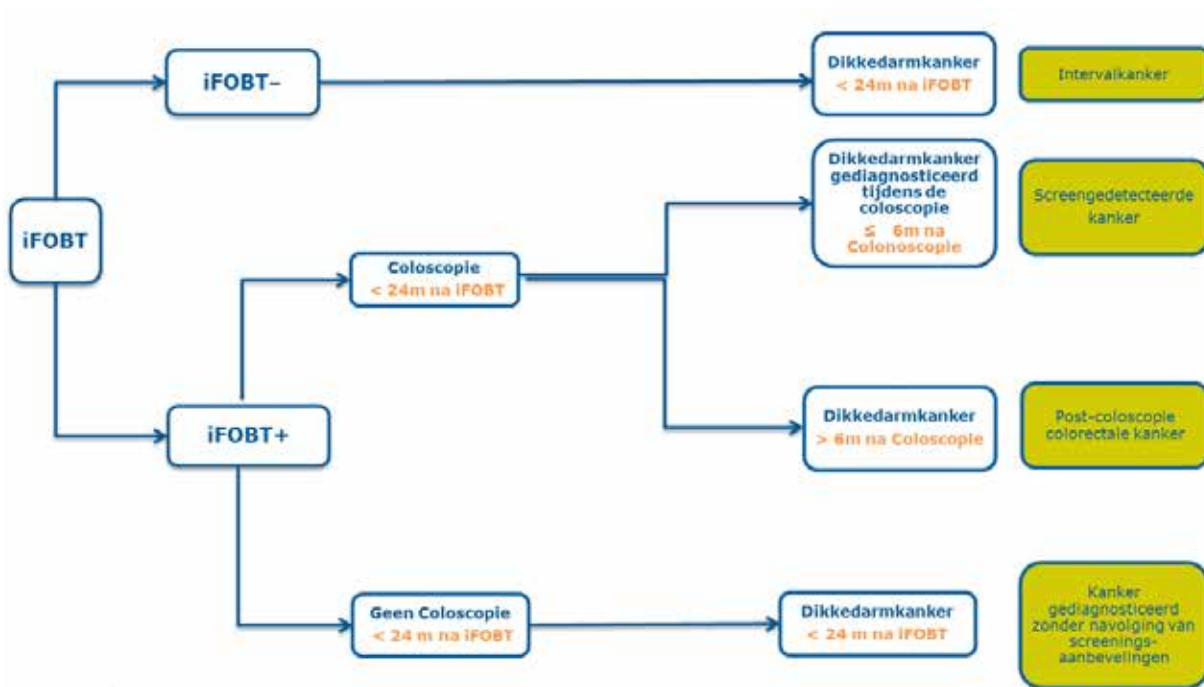 iFOBT
iFOBT–
Dikkedarmkanker
< 24m na iFOBT
Intervalkanker
Dikkedarmkanker
gediagnosticeerd
tijdens de
coloscopie
≤ 6m na
Colonoscopie
Screengedetecteerde
kanker
Coloscopie
< 24m na iFOBT
iFOBT+
Dikkedarmkanker
> 6m na Coloscopie
Post-coloscopie
colorectale kanker
Geen Coloscopie
< 24 m na iFOBT
Dikkedarmkanker
< 24 m na iFOBT
Kanker
gediagnosticeerd
zonder navolging van
screenings-
aanbevelingen